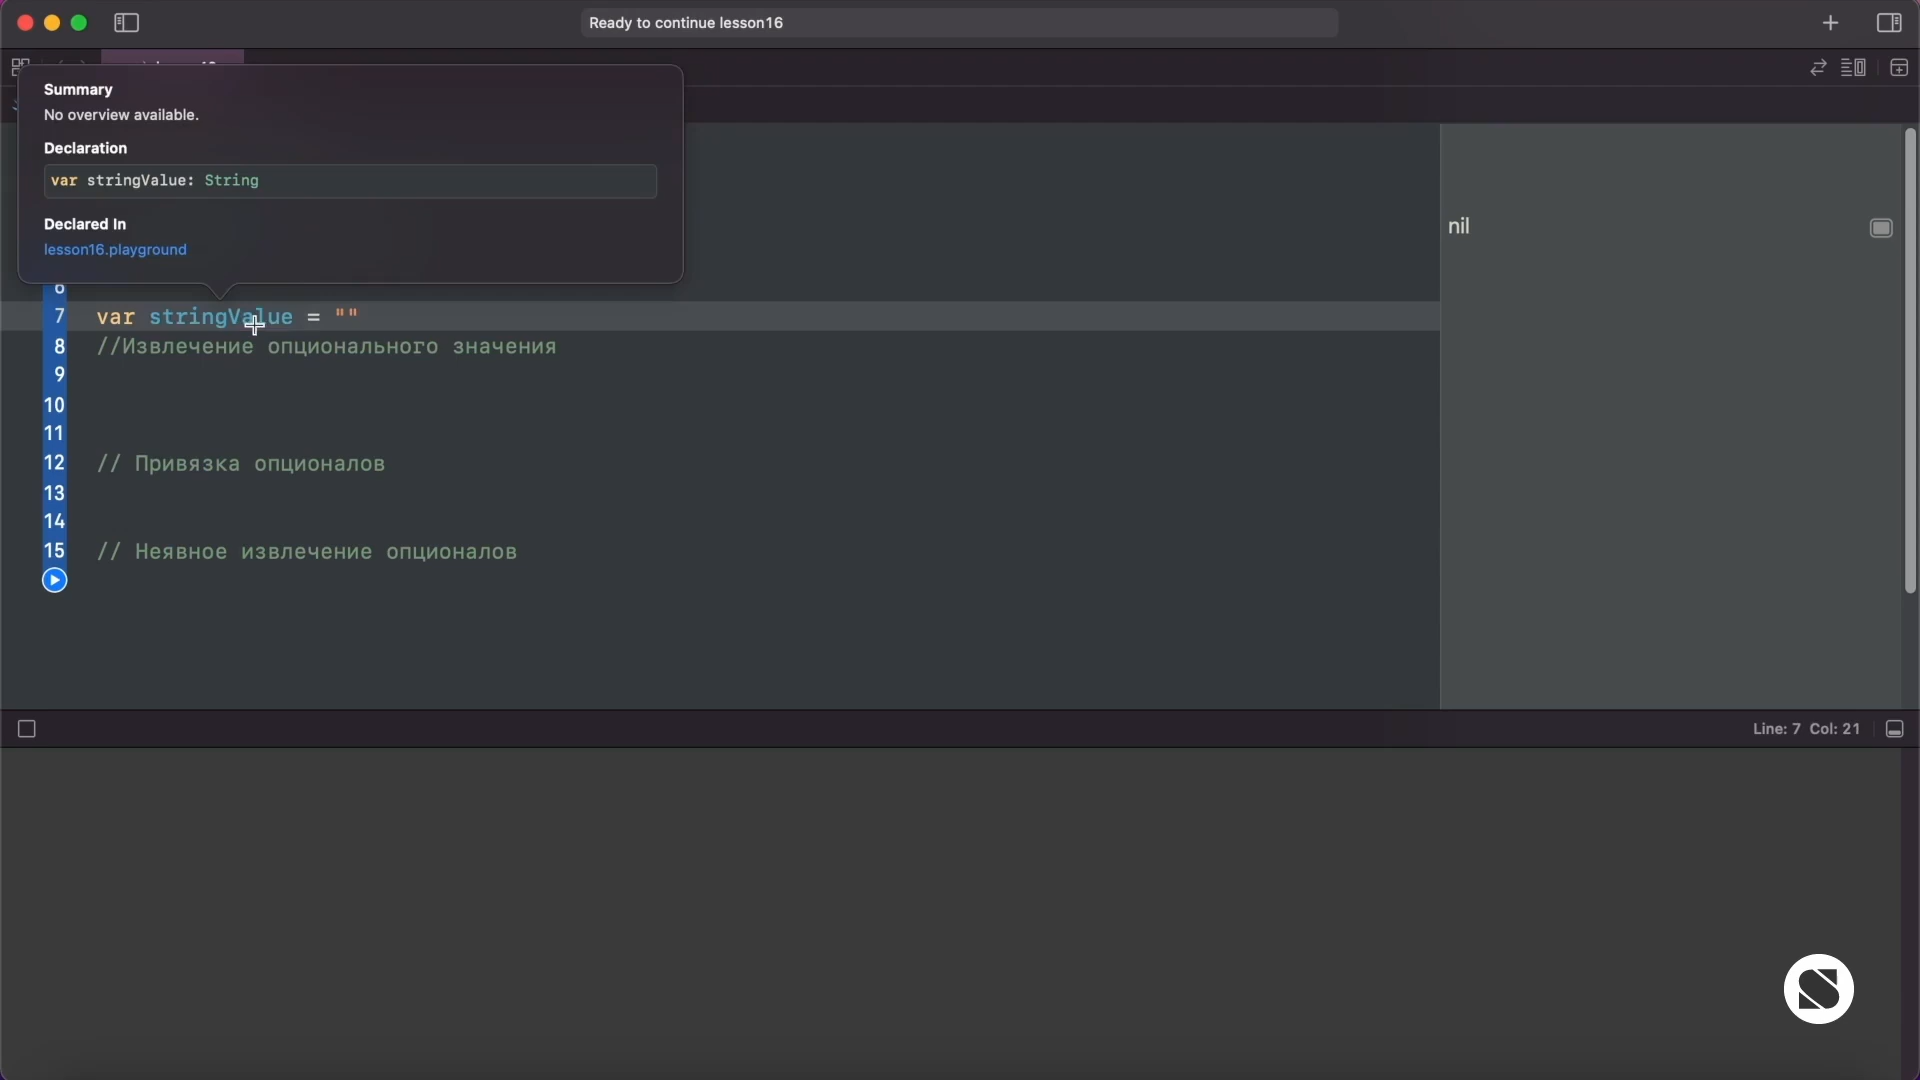 Ready to continue lesson16
Summary
No overview available.
Declaration
var stringValue: String
Declared In
lesson16.playground
nil
6
7 var stringValue = ""
8 //Извлечение опционального значения
9
10
11
12 // Привязка опционалов
13
14
15 // Неявное извлечение опционалов
Line: 7 Col: 21